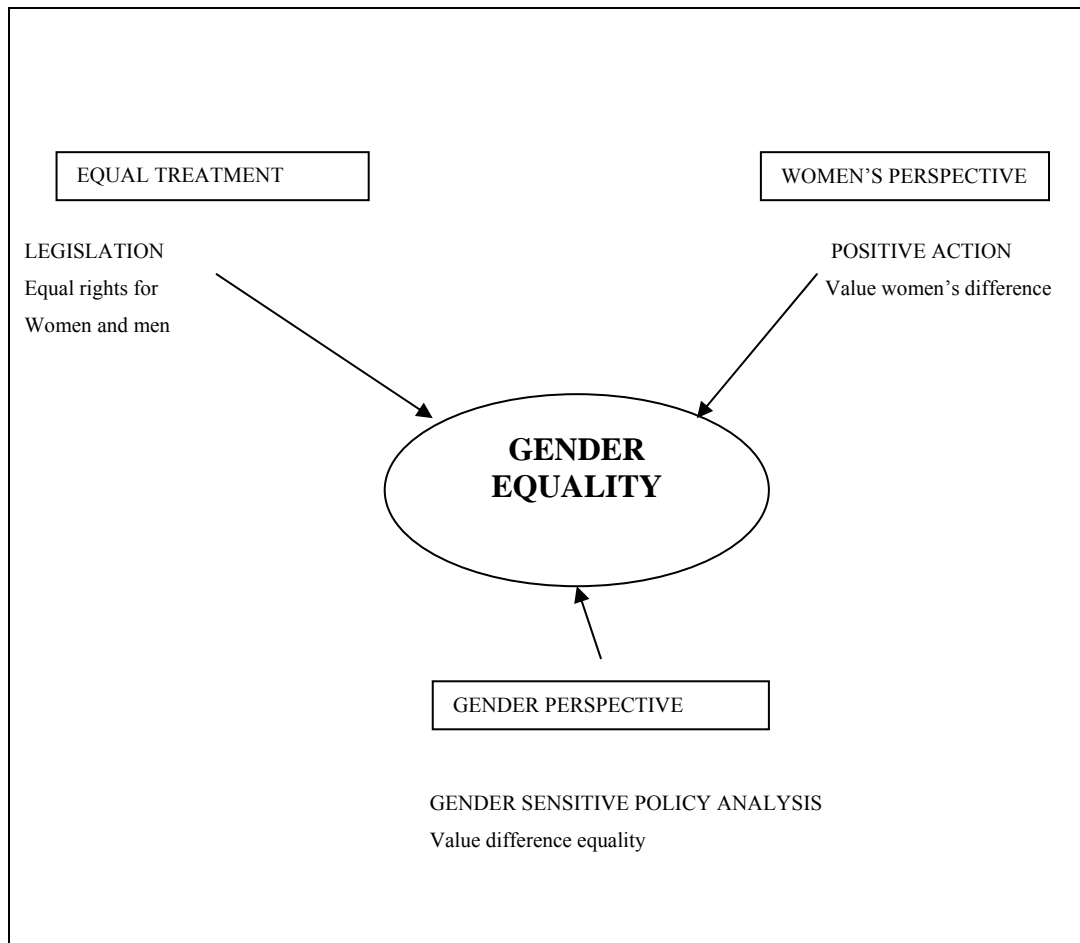 EQUAL TREATMENT
WOMEN’S PERSPECTIVE
LEGISLATION
Equal rights for
Women and men
POSITIVE ACTION
Value women’s difference
GENDER
EQUALITY
GENDER PERSPECTIVE
GENDER SENSITIVE POLICY ANALYSIS
Value difference equality